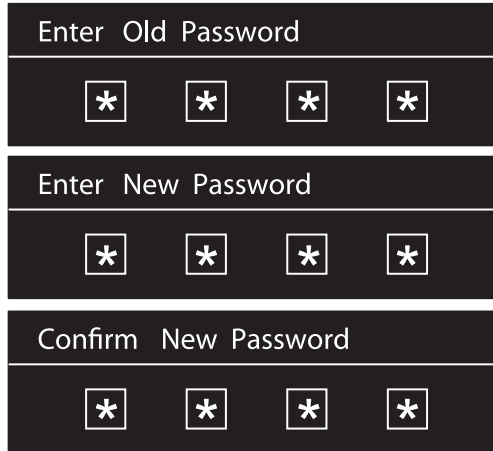 Enter Old Password
* * * *
Enter New Password
* * * *
Confirm New Password
* * * *